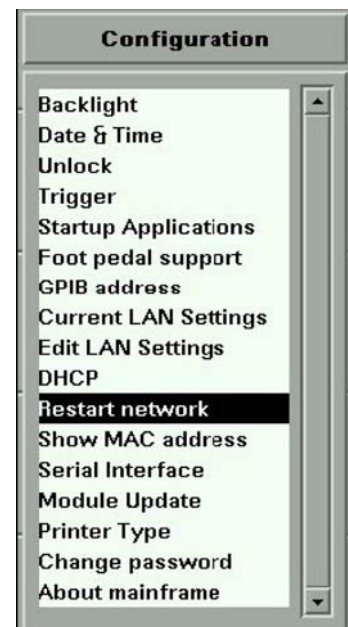 Configuration
Backlight
Date & Time
Unlock
Trigger
Startup Applications
Foot pedal support
GPIB address
Current LAN Settings
Edit LAN Settings
DHCP
Restart network
Show MAC address
Serial Interface
Module Update
Printer Type
Change password
About mainframe